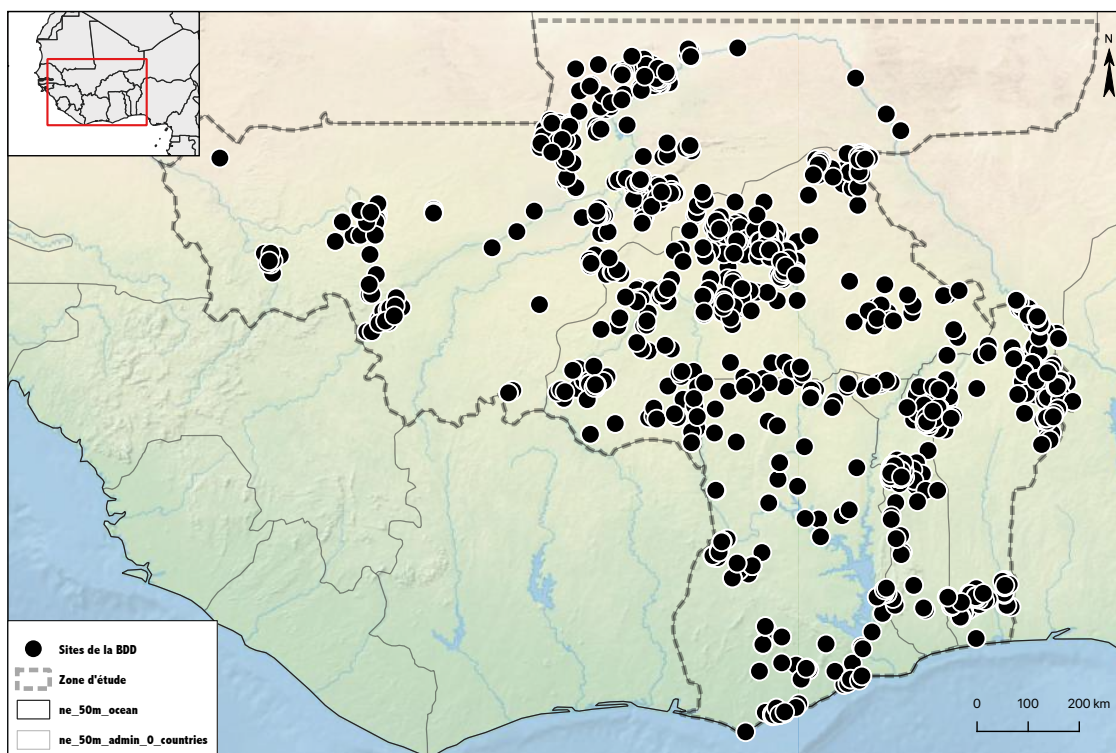 N
Sites de la BDD
Zone d'étude
ne_50m_ocean
ne_50m_admin_0_countries
0 100 200 km